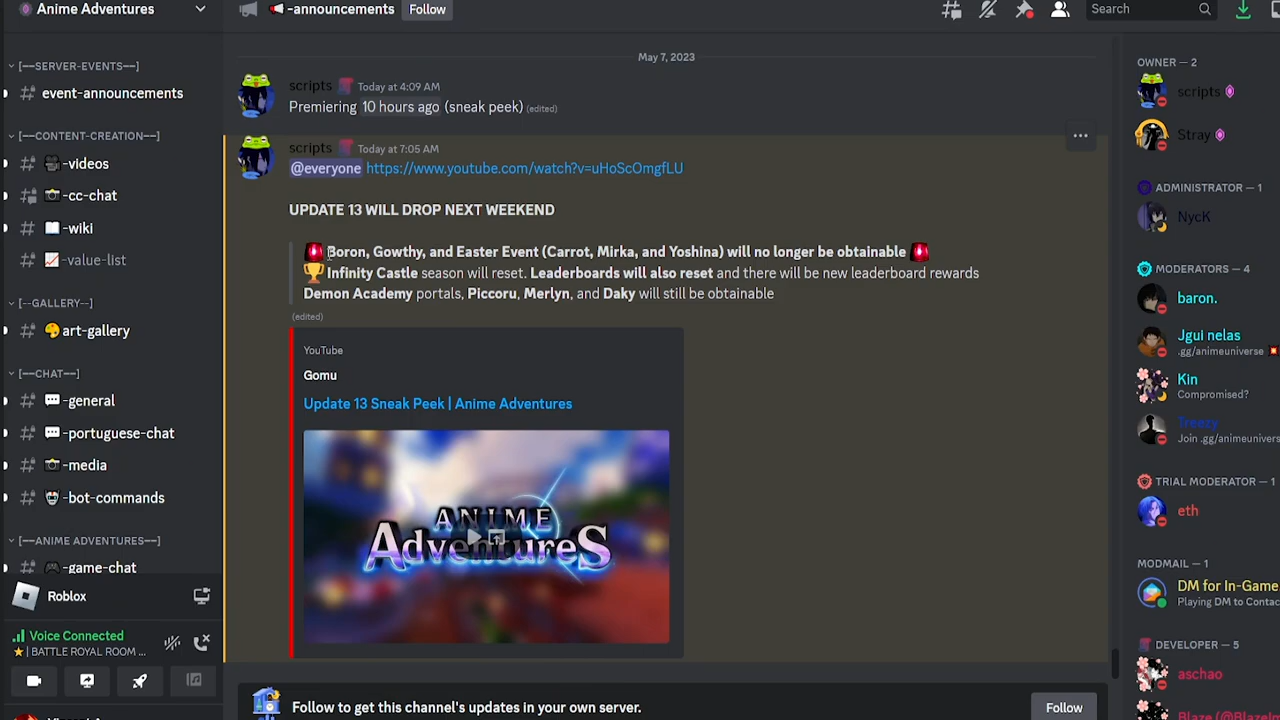 Anime Adventures
[—SERVER-EVENTS—]
event-announcements
[—CONTENT-CREATION—]
-videos
-cc-chat
-wiki
-value-list
[--GALLERY--]
art-gallery
[—CHAT—]
-general
-portuguese-chat
-media
-bot-commands
[—ANIME ADVENTURES—]
-game-chat
Roblox
Voice Connected
| BATTLE ROYAL ROOM ...
-announcements
Follow
Search
May 7, 2023
scripts Today at 4:09 AM
Premiering 10 hours ago (sneak peek) (edited)
scripts Today at 7:05 AM
@everyone https://www.youtube.com/watch?v=uHoScOmgfLU
UPDATE 13 WILL DROP NEXT WEEKEND
Boron, Gowthy, and Easter Event (Carrot, Mirka, and Yoshina) will no longer be obtainable
Infinity Castle season will reset. Leaderboards will also reset and there will be new leaderboard rewards
Demon Academy portals, Piccoru, Merlyn, and Daky will still be obtainable
(edited)
YouTube
Gomu
Update 13 Sneak Peek | Anime Adventures
ANIME
Adventures
Follow to get this channel's updates in your own server.
Follow
OWNER — 2
scripts
Stray
ADMINISTRATOR — 1
NycK
MODERATORS — 4
baron.
Jgui nelas
.gg/animeuniverse
Kin
Compromised?
Treezy
Join .gg/animeunivers
TRIAL MODERATOR — 1
eth
MODMAIL — 1
DM for In-Game
Playing DM to Contac
DEVELOPER — 5
aschao